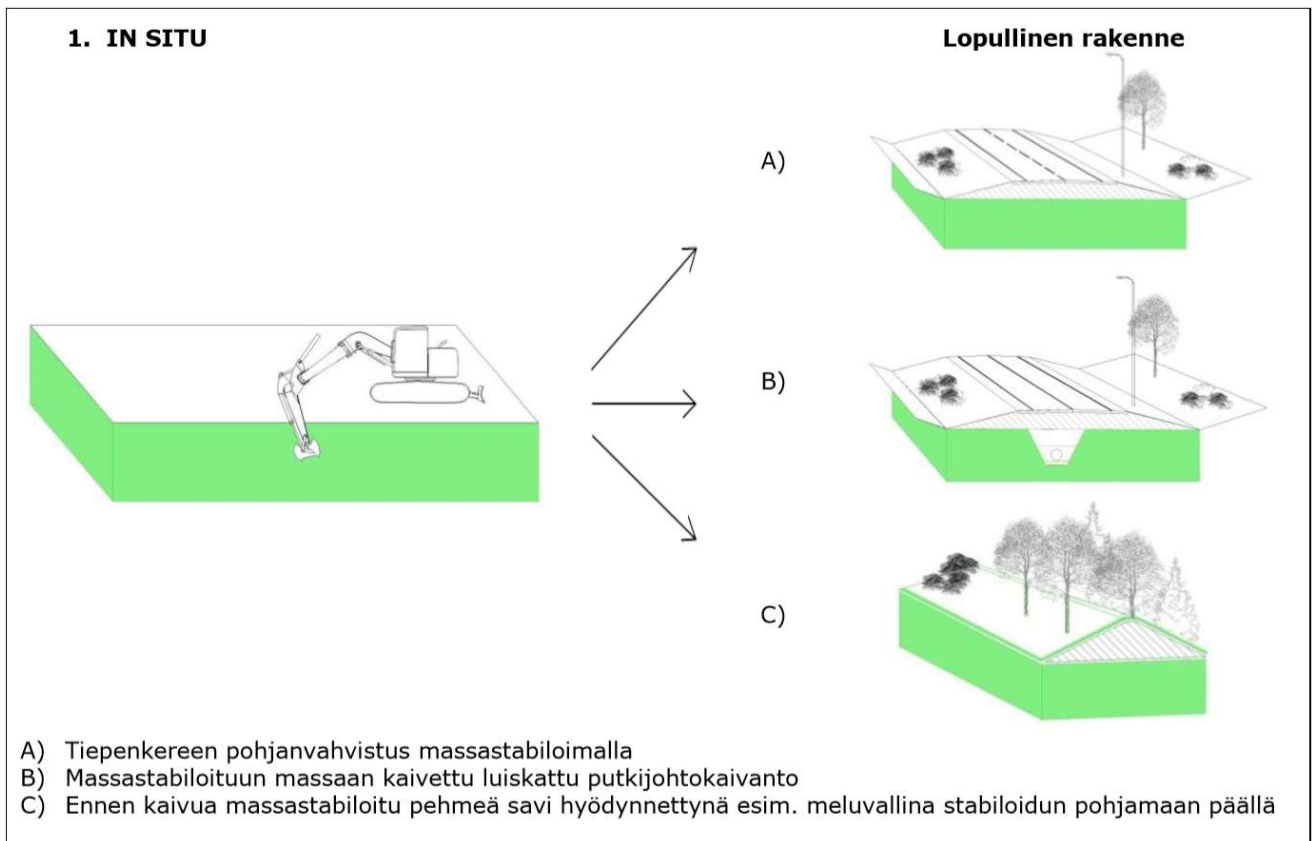 1. IN SITU
Lopullinen rakenne
A)
B)
C)
A) Tiepenkereen pohjanvahvistus massastabiloimalla
B) Massastabiloituun massaan kaivettu luiskattu putkijohtokaivanto
C) Ennen kaivua massastabiloitu pehmeä savi hyödynnettynä esim. meluvallina stabiloidun pohjamaan päällä